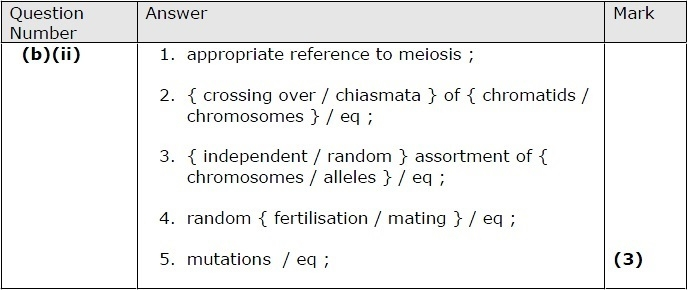 Question Number
Answer
Mark
(b)(ii)
1. appropriate reference to meiosis ;
2. { crossing over / chiasmata } of { chromatids /
chromosomes } / eq ;
3. { independent / random } assortment of {
chromosomes / alleles } / eq ;
4. random { fertilisation / mating } / eq ;
5. mutations / eq ;
(3)